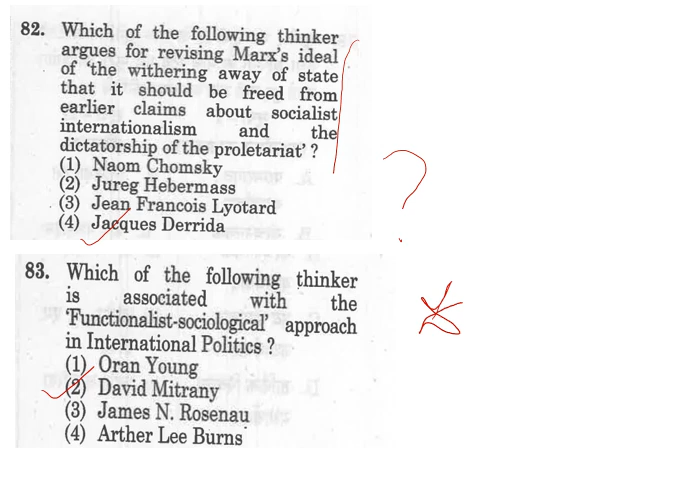 82. Which of the following thinker
argues for revising Marx's ideal
of 'the withering away of state
that it should be freed from
earlier claims about socialist
internationalism and the
dictatorship of the proletariat' ?
(1) Naom Chomsky
(2) Jureg Hebermass
(3) Jean Francois Lyotard
(4) Jacques Derrida
?
83. Which of the following thinker
is associated with the
'Functionalist-sociological' approach
in International Politics ?
(1) Oran Young
(2) David Mitrany
(3) James N. Rosenau
(4) Arther Lee Burns